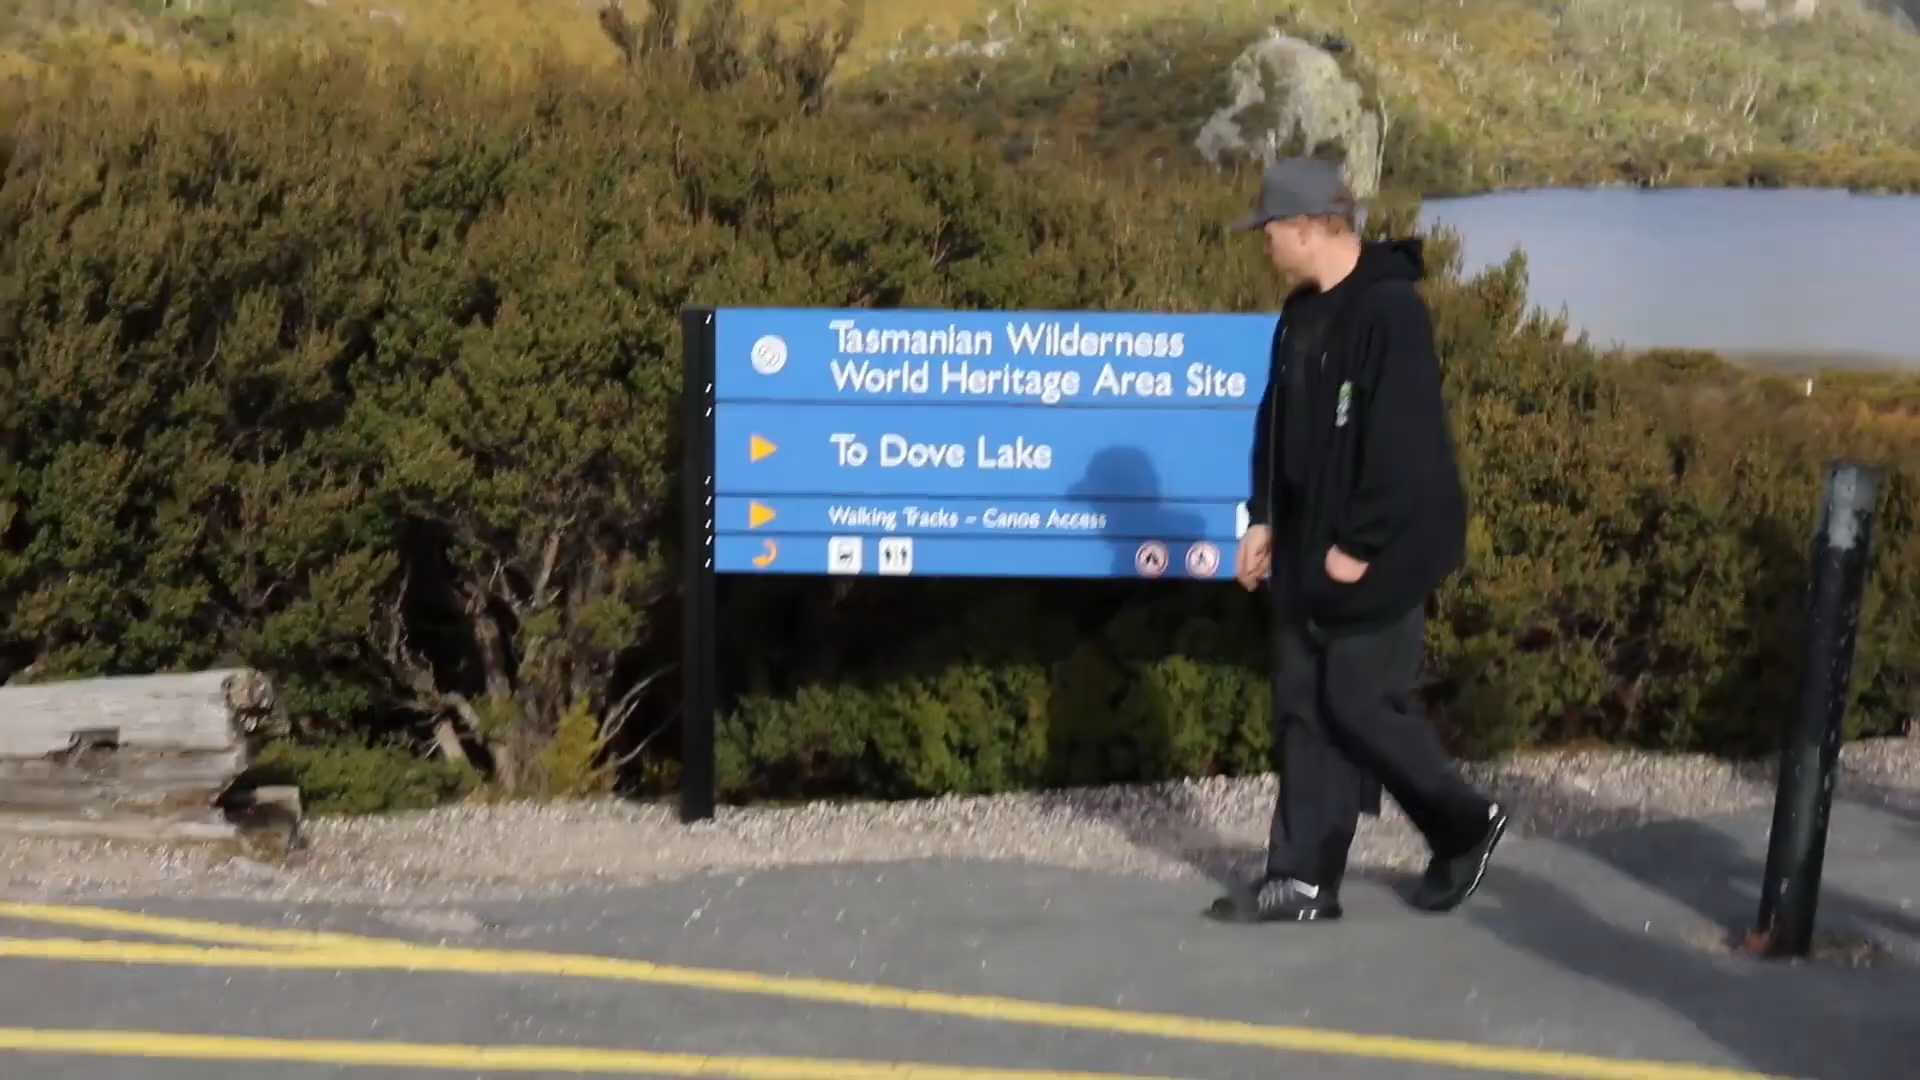 Tasmanian Wilderness
World Heritage Area Site
To Dove Lake
Walking Tracks – Canoe Access